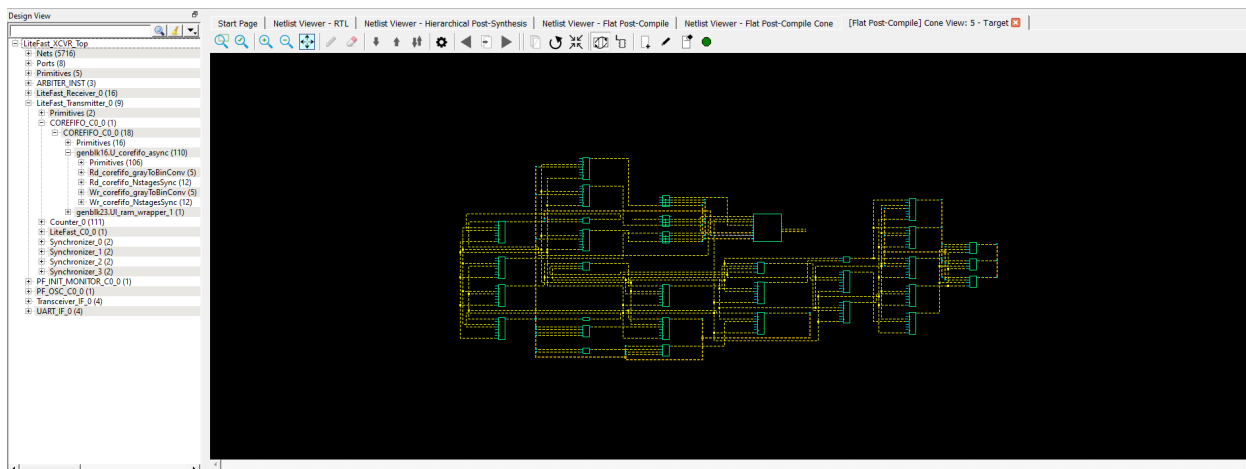 Design View
Start Page
Netlist Viewer - RTL
Netlist Viewer - Hierarchical Post-Synthesis
Netlist Viewer - Flat Post-Compile
Netlist Viewer - Flat Post-Compile Cone
[Flat Post-Compile] Cone View: 5 - Target
LiteFast_XCVR_Top
Nets (5716)
Ports (8)
Primitives (5)
ARBITER_INST (3)
LiteFast_Receiver_0 (16)
LiteFast_Transmitter_0 (9)
Primitives (2)
COREFIFO_C0_0 (1)
COREFIFO_C0_0 (18)
Primitives (16)
genblk16.U_corefifo_async (110)
Primitives (106)
Rd_corefifo_grayToBinConv (5)
Rd_corefifo_NstagesSync (12)
Wr_corefifo_grayToBinConv (5)
Wr_corefifo_NstagesSync (12)
genblk23.UI_ram_wrapper_1 (1)
Counter_0 (111)
LiteFast_C0_0 (1)
Synchronizer_0 (2)
Synchronizer_1 (2)
Synchronizer_2 (2)
Synchronizer_3 (2)
PF_INIT_MONITOR_C0_0 (1)
PF_OSC_C0_0 (1)
Transceiver_IF_0 (4)
UART_IF_0 (4)